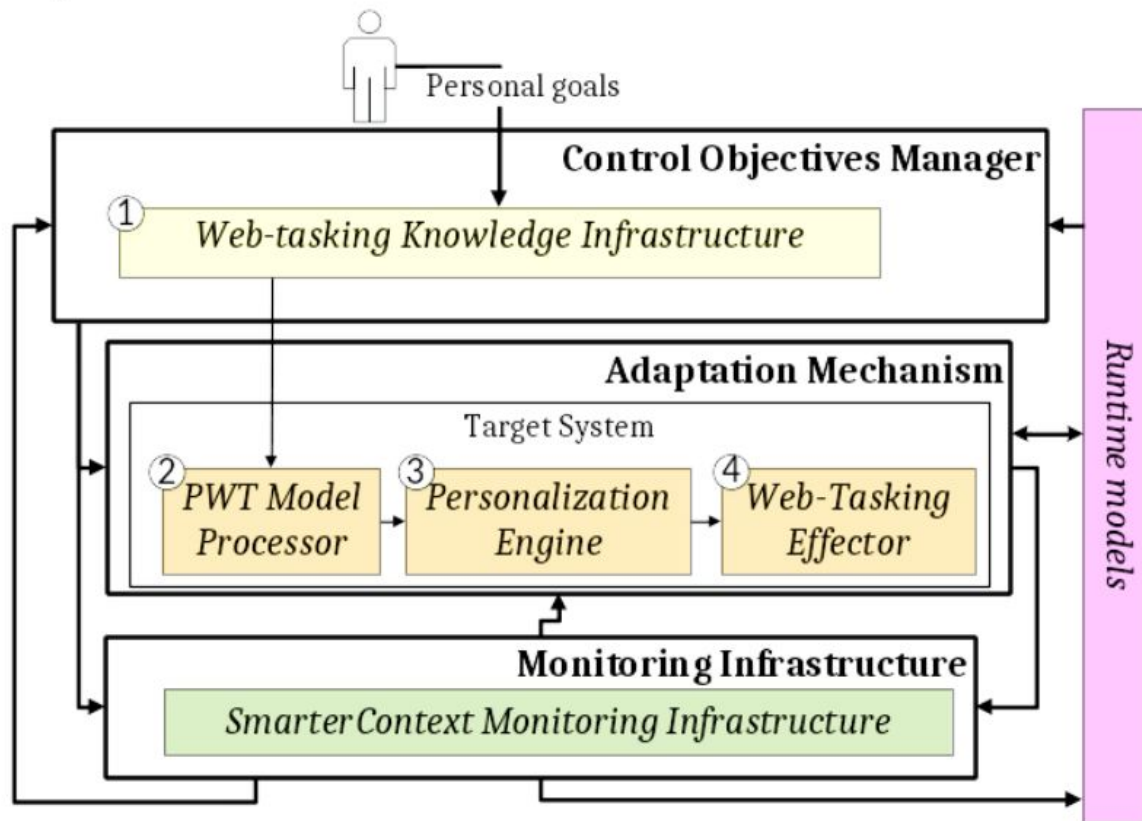 Personal goals
Control Objectives Manager
1
Web-tasking Knowledge Infrastructure
Adaptation Mechanism
Target System
2
PWT Model
Processor
3
Personalization
Engine
4
Web-Tasking
Effector
Monitoring Infrastructure
SmarterContext Monitoring Infrastructure
Runtime models